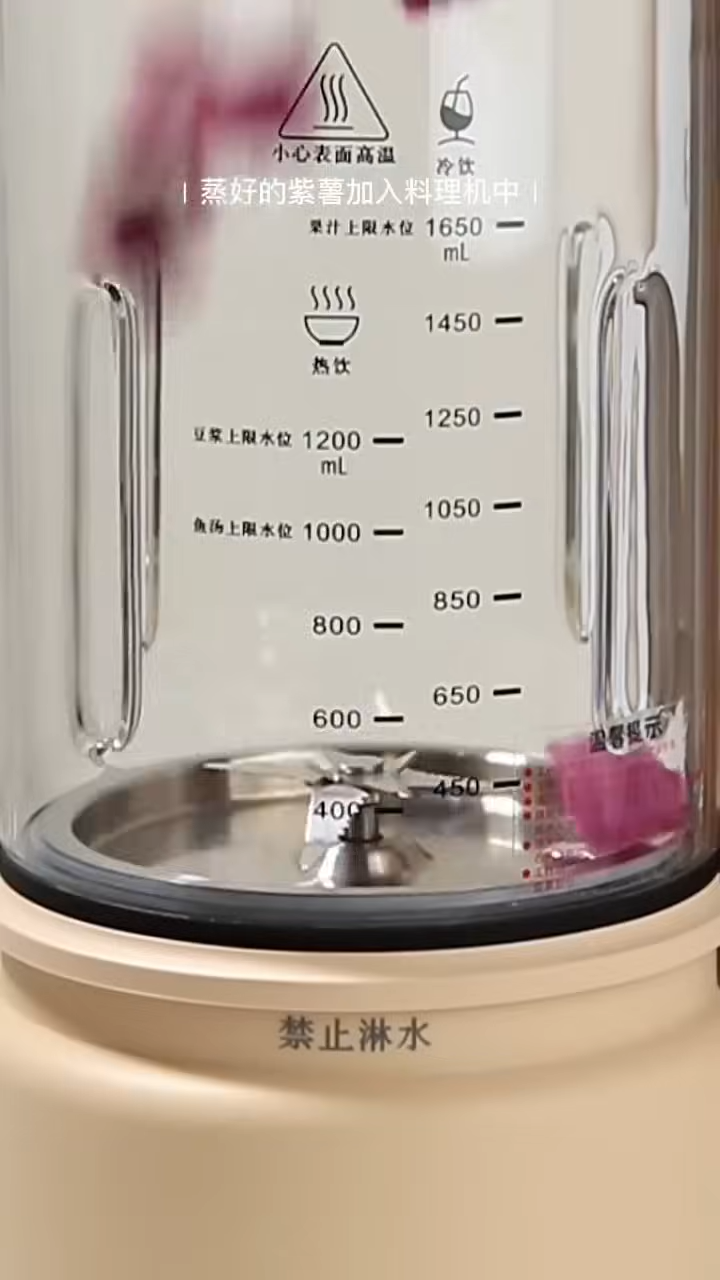 小心表面高温
冷饮
蒸好的紫薯加入料理机中
果汁上限水位 1650
mL
1450
热饮
1250
豆浆上限水位 1200
mL
1050
鱼汤上限水位 1000
850
800
650
600
温馨提示
450
400
禁止淋水